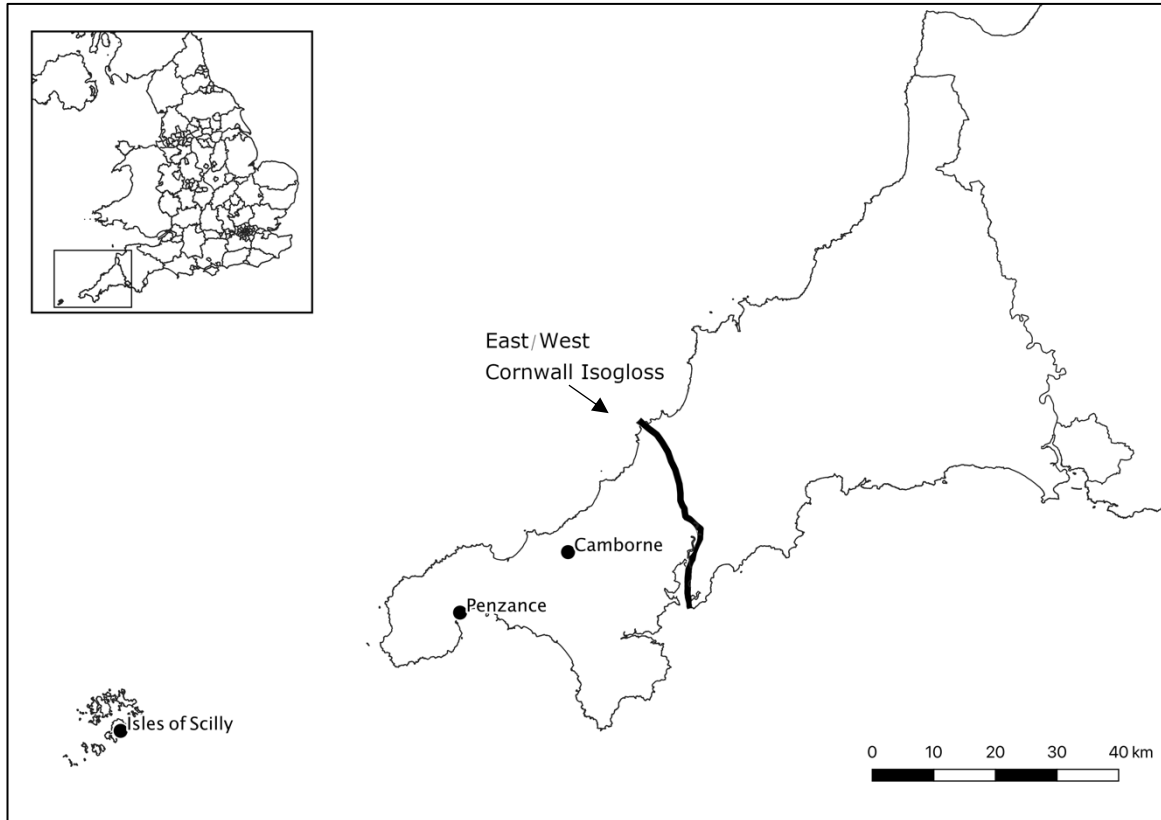 East/West
Cornwall Isogloss
Camborne
Penzance
Isles of Scilly
0 10 20 30 40 km